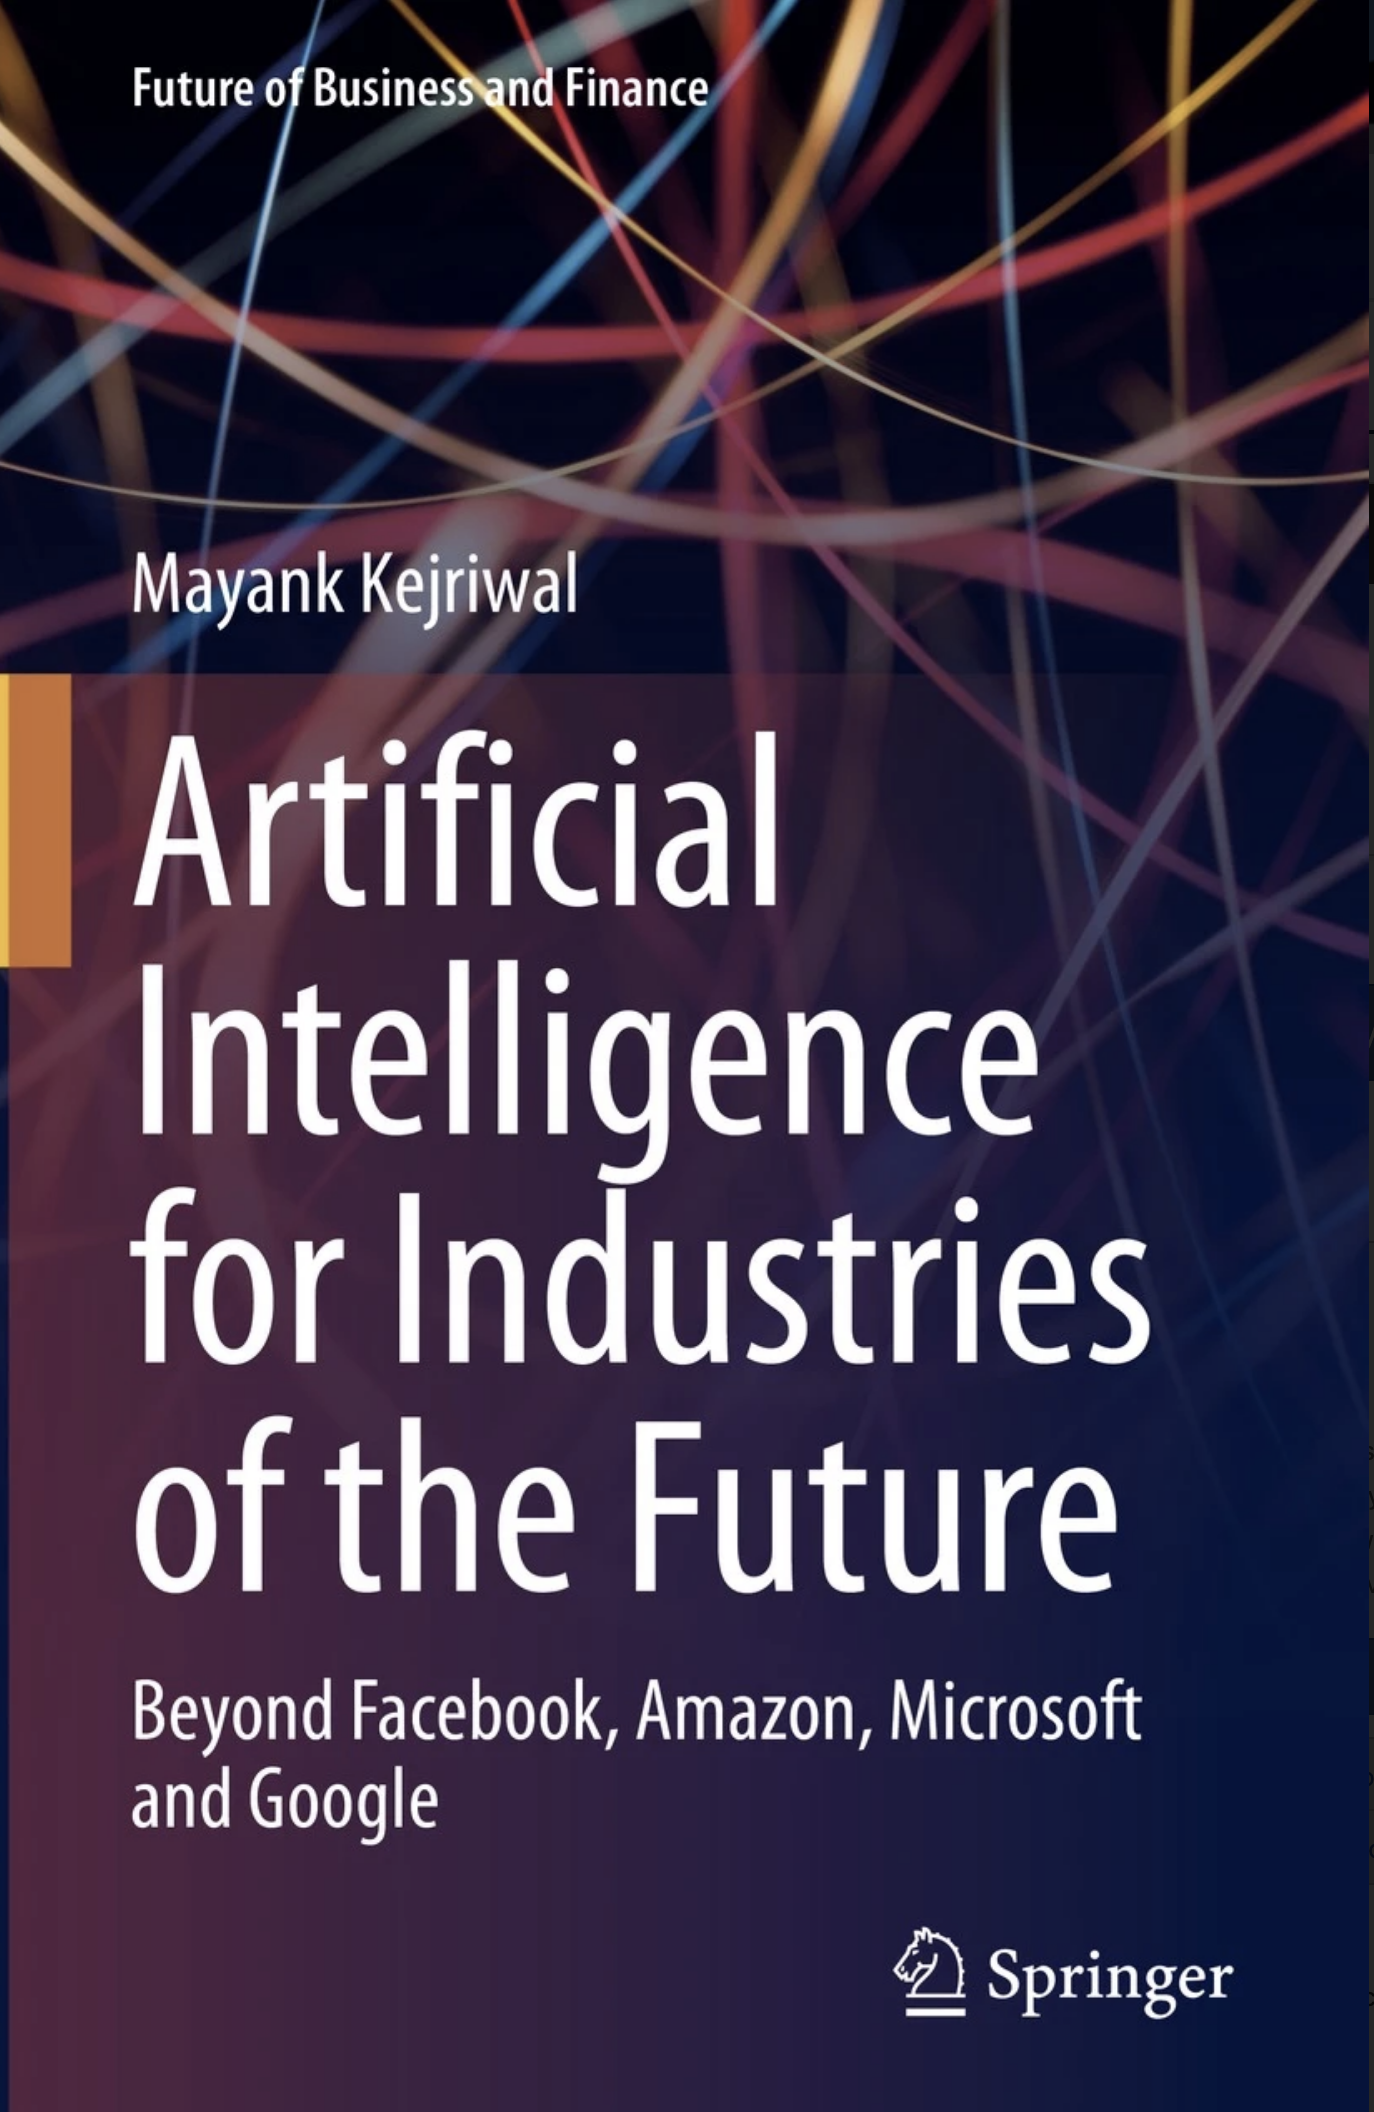 Future of Business and Finance
Mayank Kejriwal
Artificial
Intelligence
for Industries
of the Future
Beyond Facebook, Amazon, Microsoft
and Google
Springer